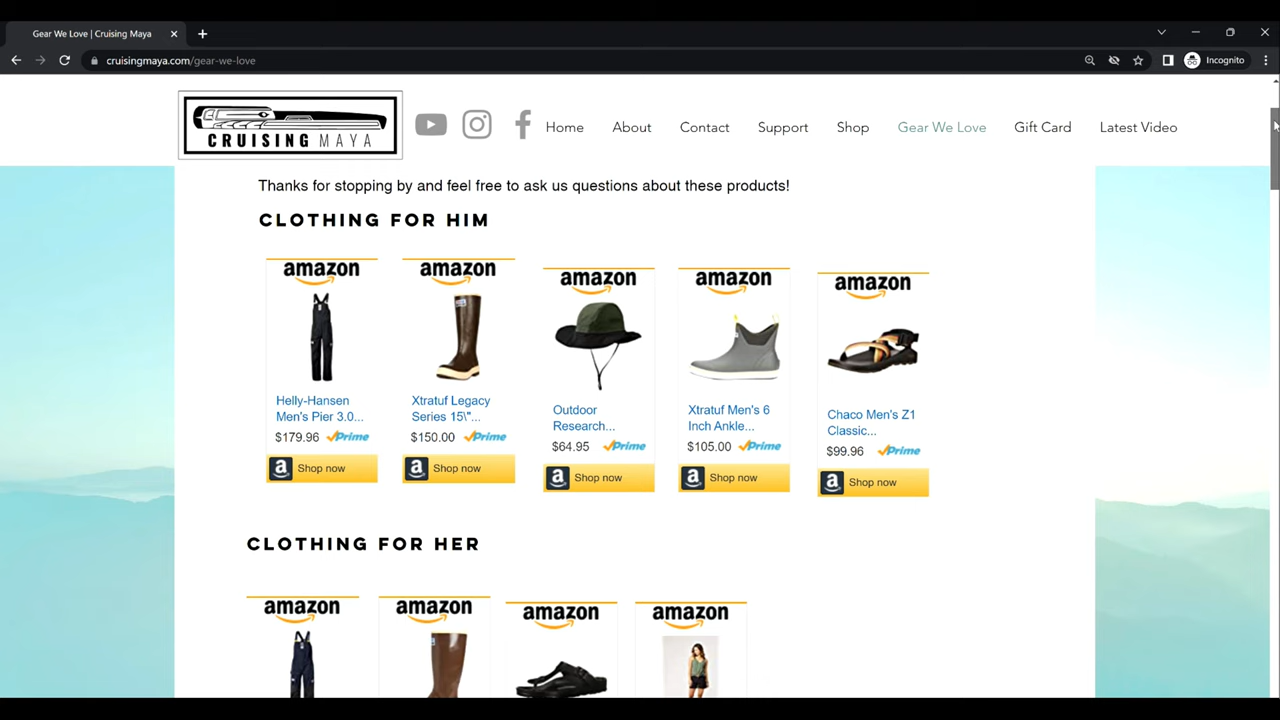 Gear We Love | Cruising Maya
cruisingmaya.com/gear-we-love
Incognito
CRUISING MAYA
Home About Contact Support Shop Gear We Love Gift Card Latest Video
Thanks for stopping by and feel free to ask us questions about these products!
CLOTHING FOR HIM
amazon
Helly-Hansen
Men's Pier 3.0...
$179.96 Prime
a Shop now
amazon
Xtratuf Legacy
Series 15\"...
$150.00 Prime
a Shop now
amazon
Outdoor
Research...
$64.95 Prime
a Shop now
amazon
Xtratuf Men's 6
Inch Ankle...
$105.00 Prime
a Shop now
amazon
Chaco Men's Z1
Classic...
$99.96 Prime
a Shop now
CLOTHING FOR HER
amazon
amazon
amazon
amazon